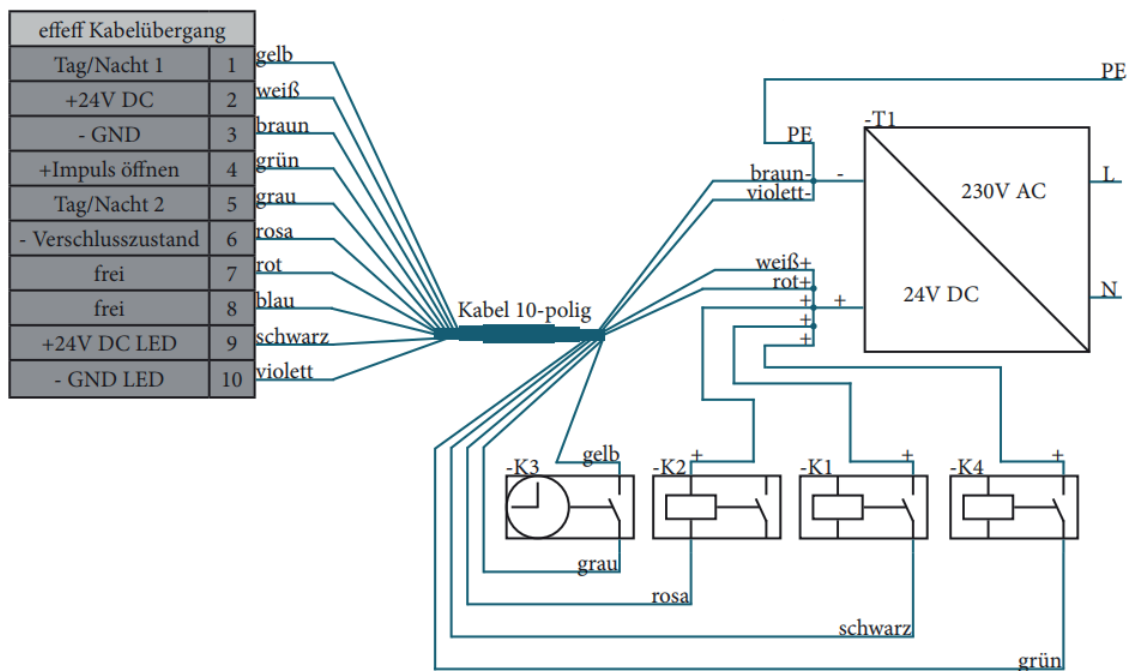 effeff Kabelübergang
Tag/Nacht 1 1 gelb
+24V DC 2 weiß
- GND 3 braun
+Impuls öffnen 4 grün
Tag/Nacht 2 5 grau
- Verschlusszustand 6 rosa
frei 7 rot
frei 8 blau
+24V DC LED 9 schwarz
- GND LED 10 violett
Kabel 10-polig
PE
PE
-T1
braun-
-
violett-
230V AC
L
weiß+
rot+
+
+
+
+
24V DC
N
gelb
-K3
grau
-K2
+
rosa
-K1
+
schwarz
-K4
+
grün